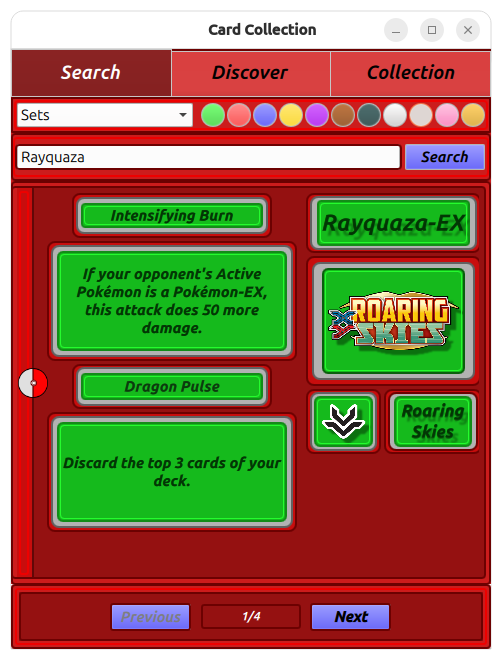 Card Collection
Search
Discover
Collection
Sets
Rayquaza
Search
Intensifying Burn
If your opponent's Active
Pokémon is a Pokémon-EX,
this attack does 50 more
damage.
Dragon Pulse
Discard the top 3 cards of your
deck.
Rayquaza-EX
XY
ROARING
SKIES
Roaring
Skies
Previous
1/4
Next